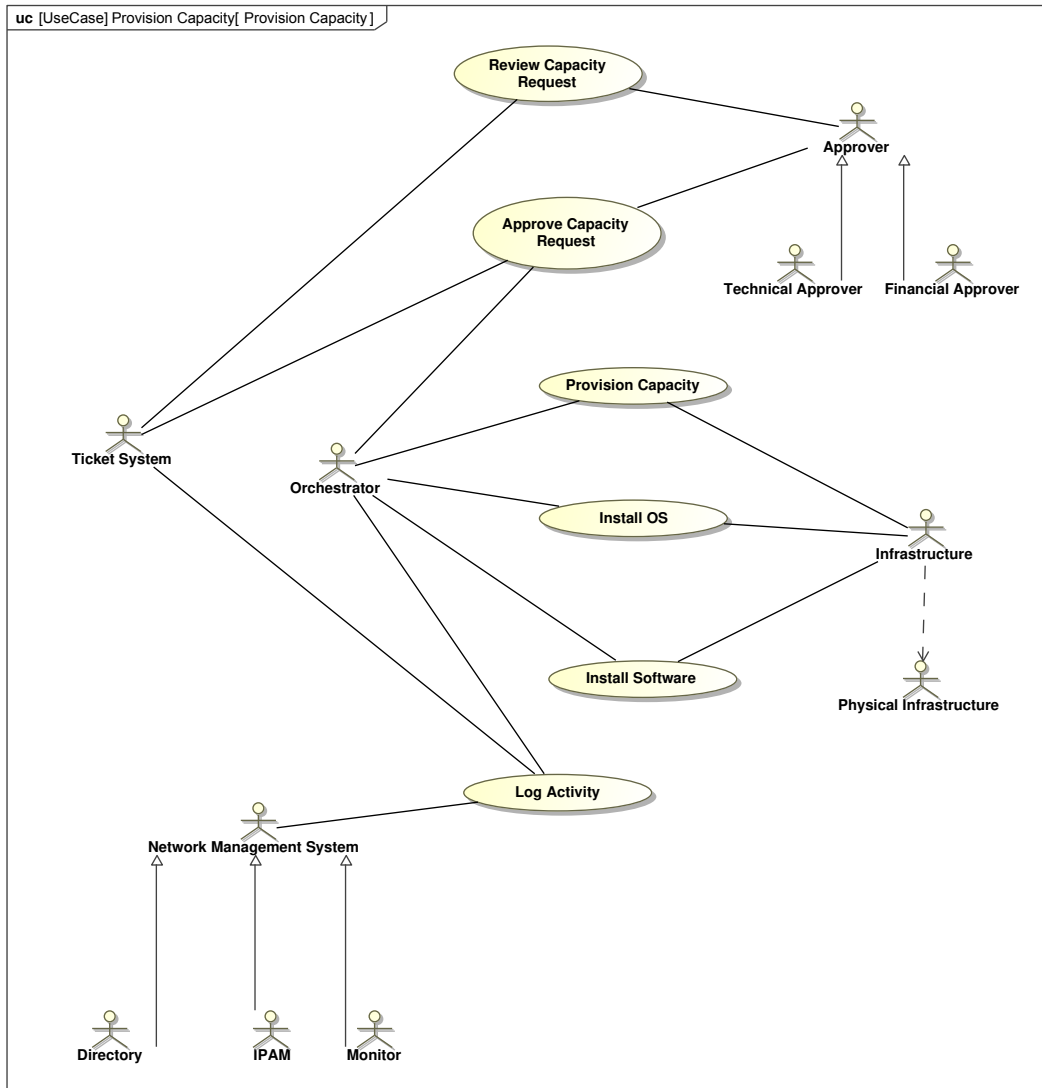 uc [UseCase] Provision Capacity[ Provision Capacity ]
Review Capacity
Request
Approver
Approve Capacity
Request
Technical Approver
Financial Approver
Provision Capacity
Ticket System
Orchestrator
Install OS
Infrastructure
Install Software
Physical Infrastructure
Log Activity
Network Management System
Directory
IPAM
Monitor